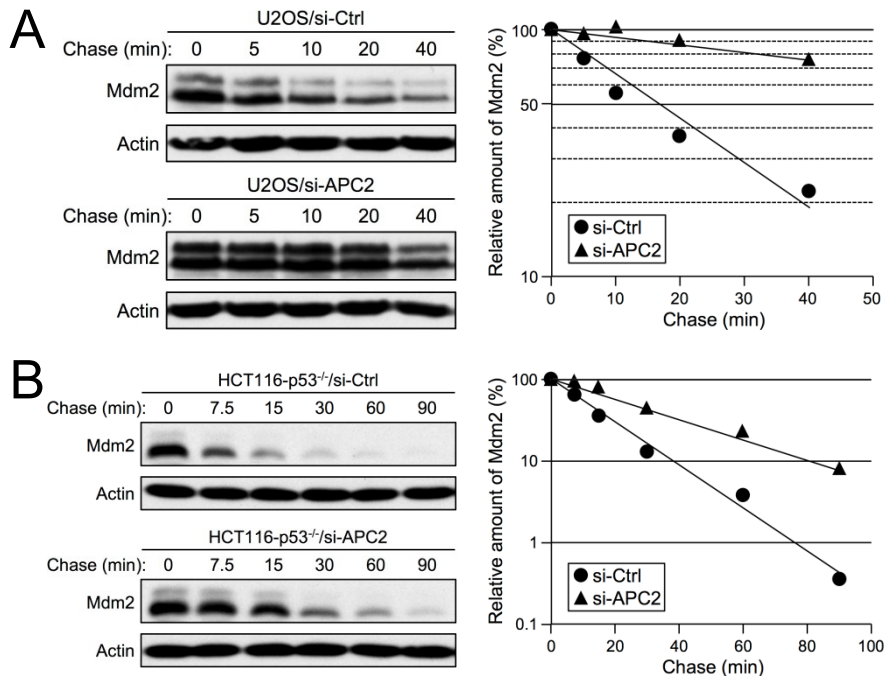 A
U2OS/si-Ctrl
Chase (min): 0 5 10 20 40
Mdm2
Actin
U2OS/si-APC2
Chase (min): 0 5 10 20 40
Mdm2
Actin
Relative amount of Mdm2 (%)
100
50
10
si-Ctrl
si-APC2
0 10 20 30 40 50
Chase (min)
B
HCT116-p53-/-/si-Ctrl
Chase (min): 0 7.5 15 30 60 90
Mdm2
Actin
HCT116-p53-/-/si-APC2
Chase (min): 0 7.5 15 30 60 90
Mdm2
Actin
Relative amount of Mdm2 (%)
100
10
1
0.1
si-Ctrl
si-APC2
0 20 40 60 80 100
Chase (min)